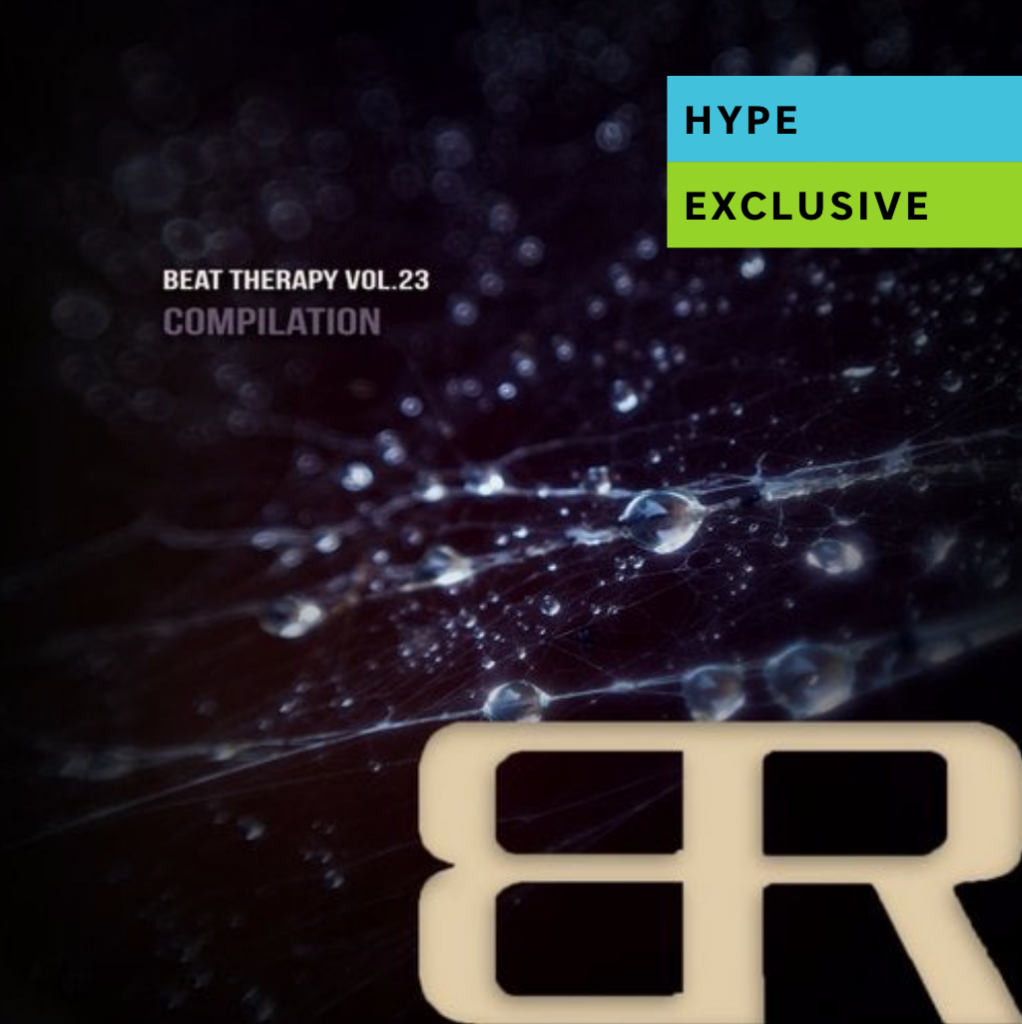 HYPE
EXCLUSIVE
BEAT THERAPY VOL.23
COMPILATION
BR